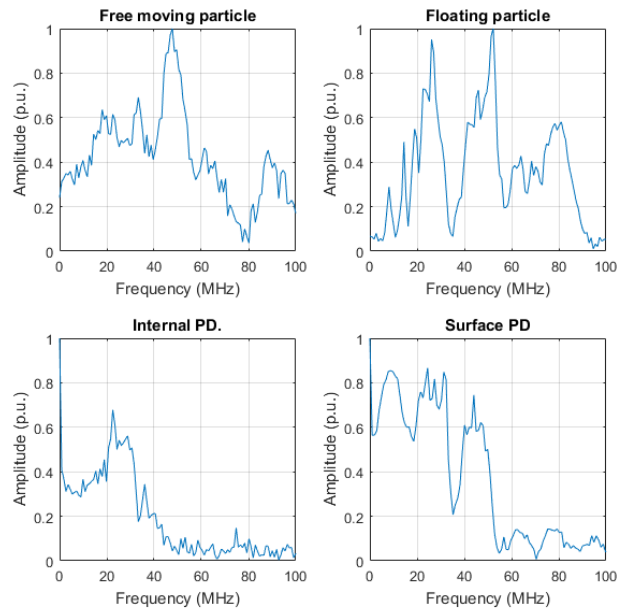 Free moving particle
1
0.8
0.6
0.4
0.2
0
Amplitude (p.u.)
0 20 40 60 80 100
Frequency (MHz)
Floating particle
1
0.8
0.6
0.4
0.2
0
Amplitude (p.u.)
0 20 40 60 80 100
Frequency (MHz)
Internal PD.
1
0.8
0.6
0.4
0.2
0
Amplitude (p.u.)
0 20 40 60 80 100
Frequency (MHz)
Surface PD
1
0.8
0.6
0.4
0.2
0
Amplitude (p.u.)
0 20 40 60 80 100
Frequency (MHz)